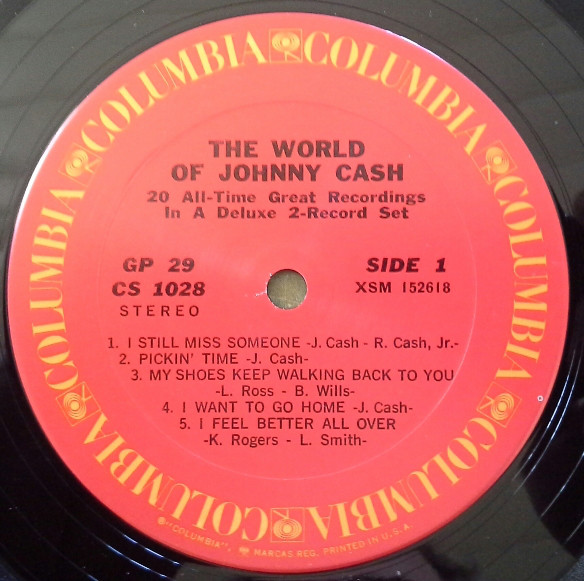 COLUMBIA COLUMBIA COLUMBIA COLUMBIA COLUMBIA COLUMBIA
THE WORLD
OF JOHNNY CASH
20 All-Time Great Recordings
In A Deluxe 2-Record Set
GP 29
SIDE 1
CS 1028
XSM 152618
STEREO
1. I STILL MISS SOMEONE -J. Cash - R. Cash, Jr.-
2. PICKIN' TIME -J. Cash-
3. MY SHOES KEEP WALKING BACK TO YOU
-L. Ross - B. Wills-
4. I WANT TO GO HOME -J. Cash-
5. I FEEL BETTER ALL OVER
-K. Rogers - L. Smith-
®"COLUMBIA", MARCAS REG. PRINTED IN U.S.A.